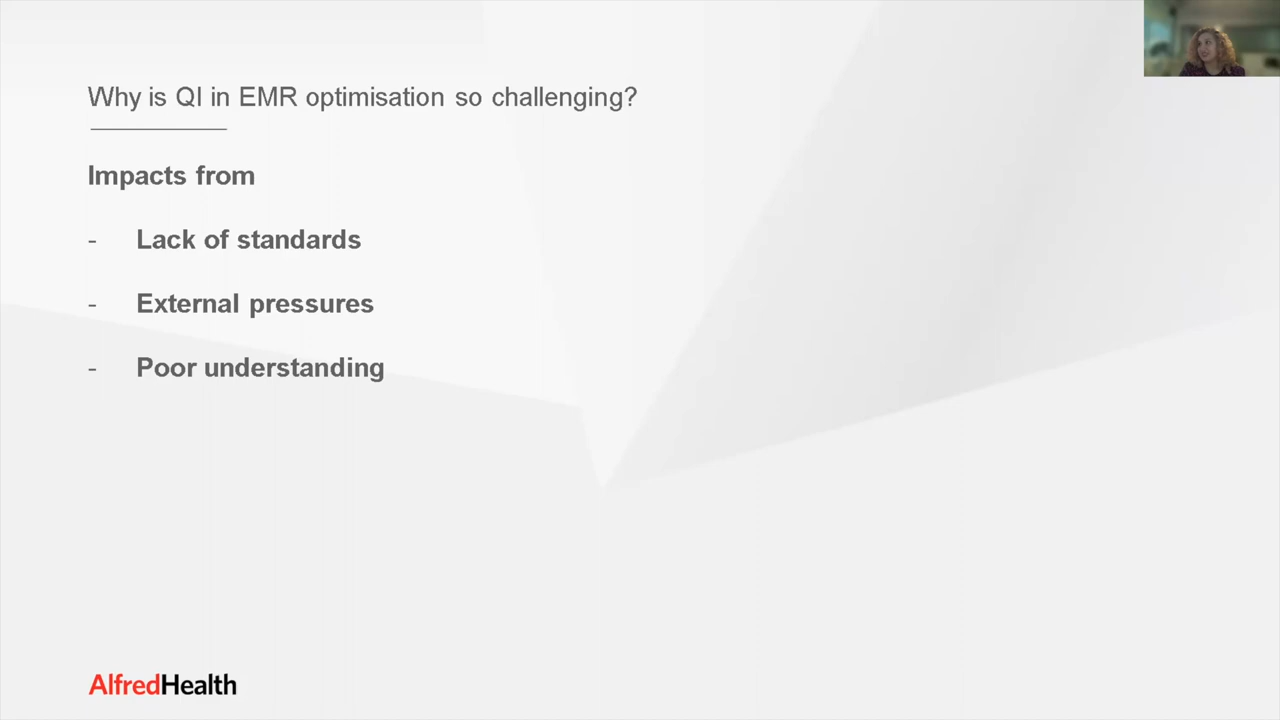 Why is QI in EMR optimisation so challenging?
Impacts from
- Lack of standards
- External pressures
- Poor understanding
AlfredHealth